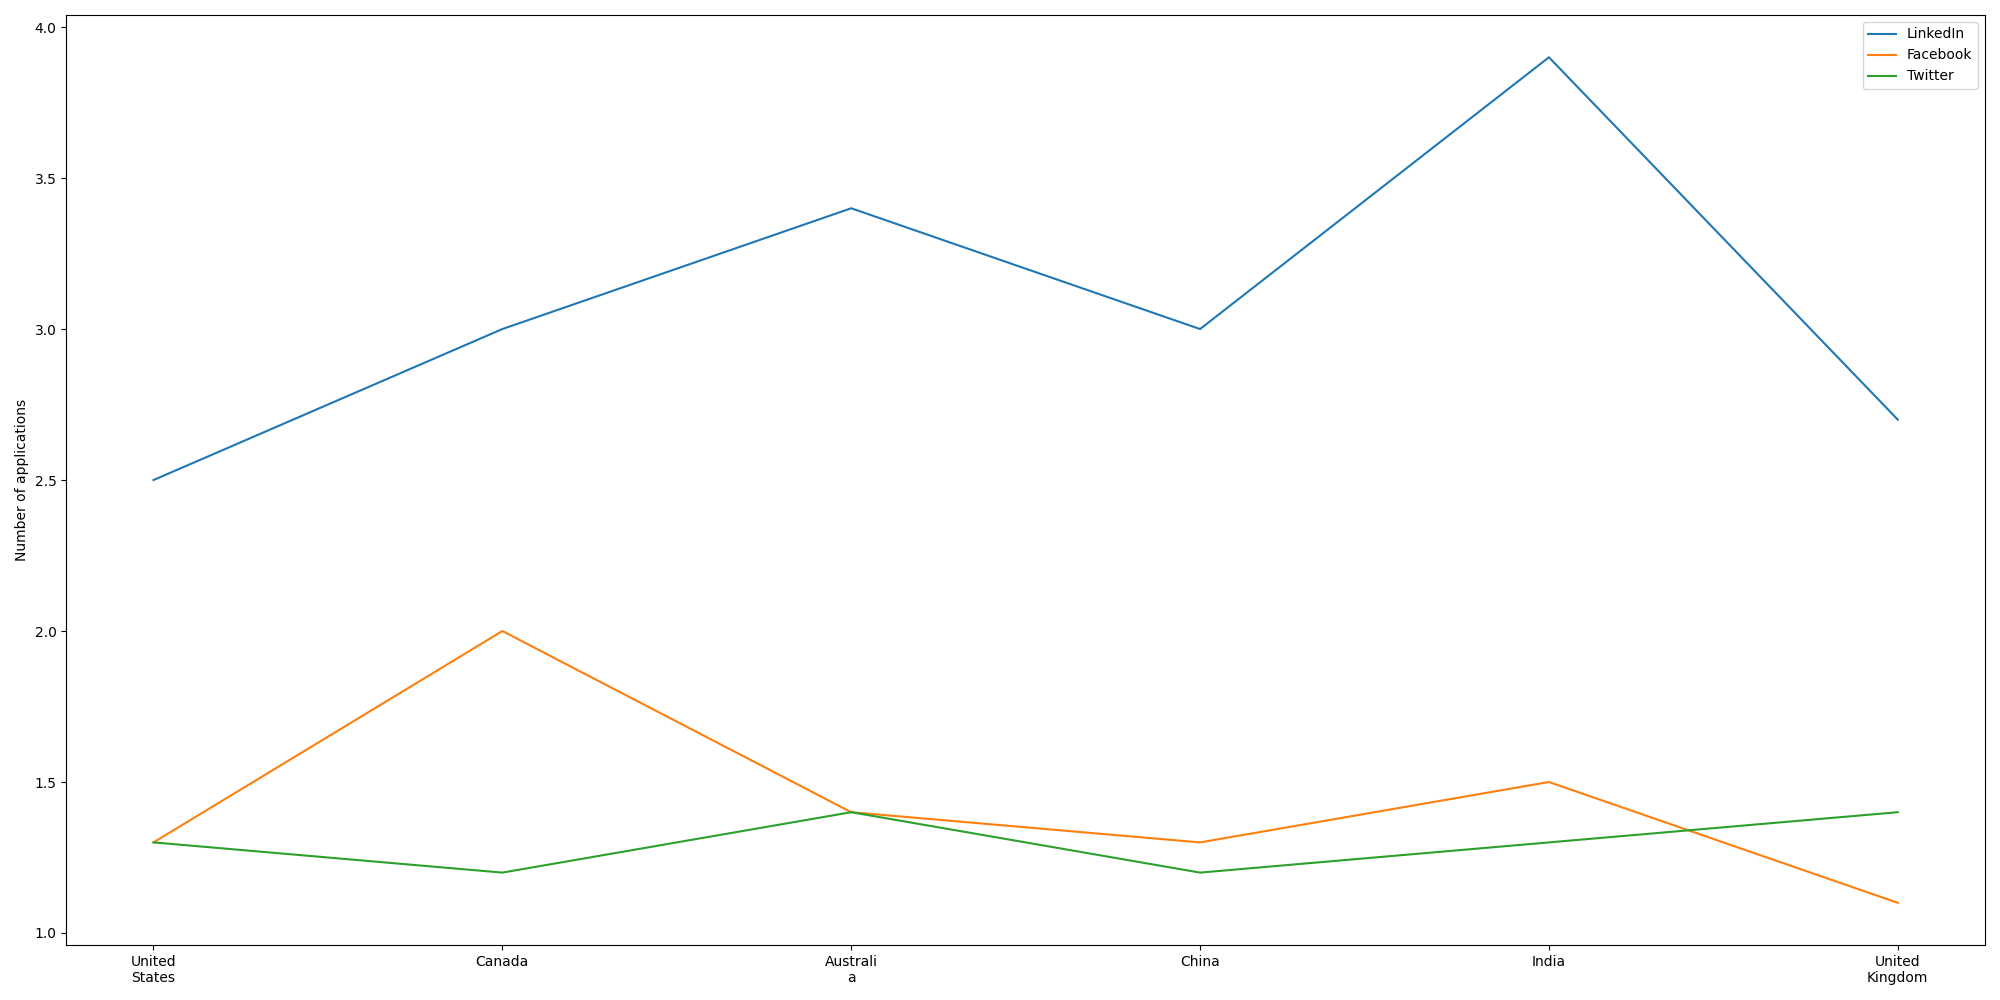 4.0
3.5
3.0
2.5
2.0
1.5
1.0
Number of applications
LinkedIn
Facebook
Twitter
United
States
Canada
Australi
a
China
India
United
Kingdom